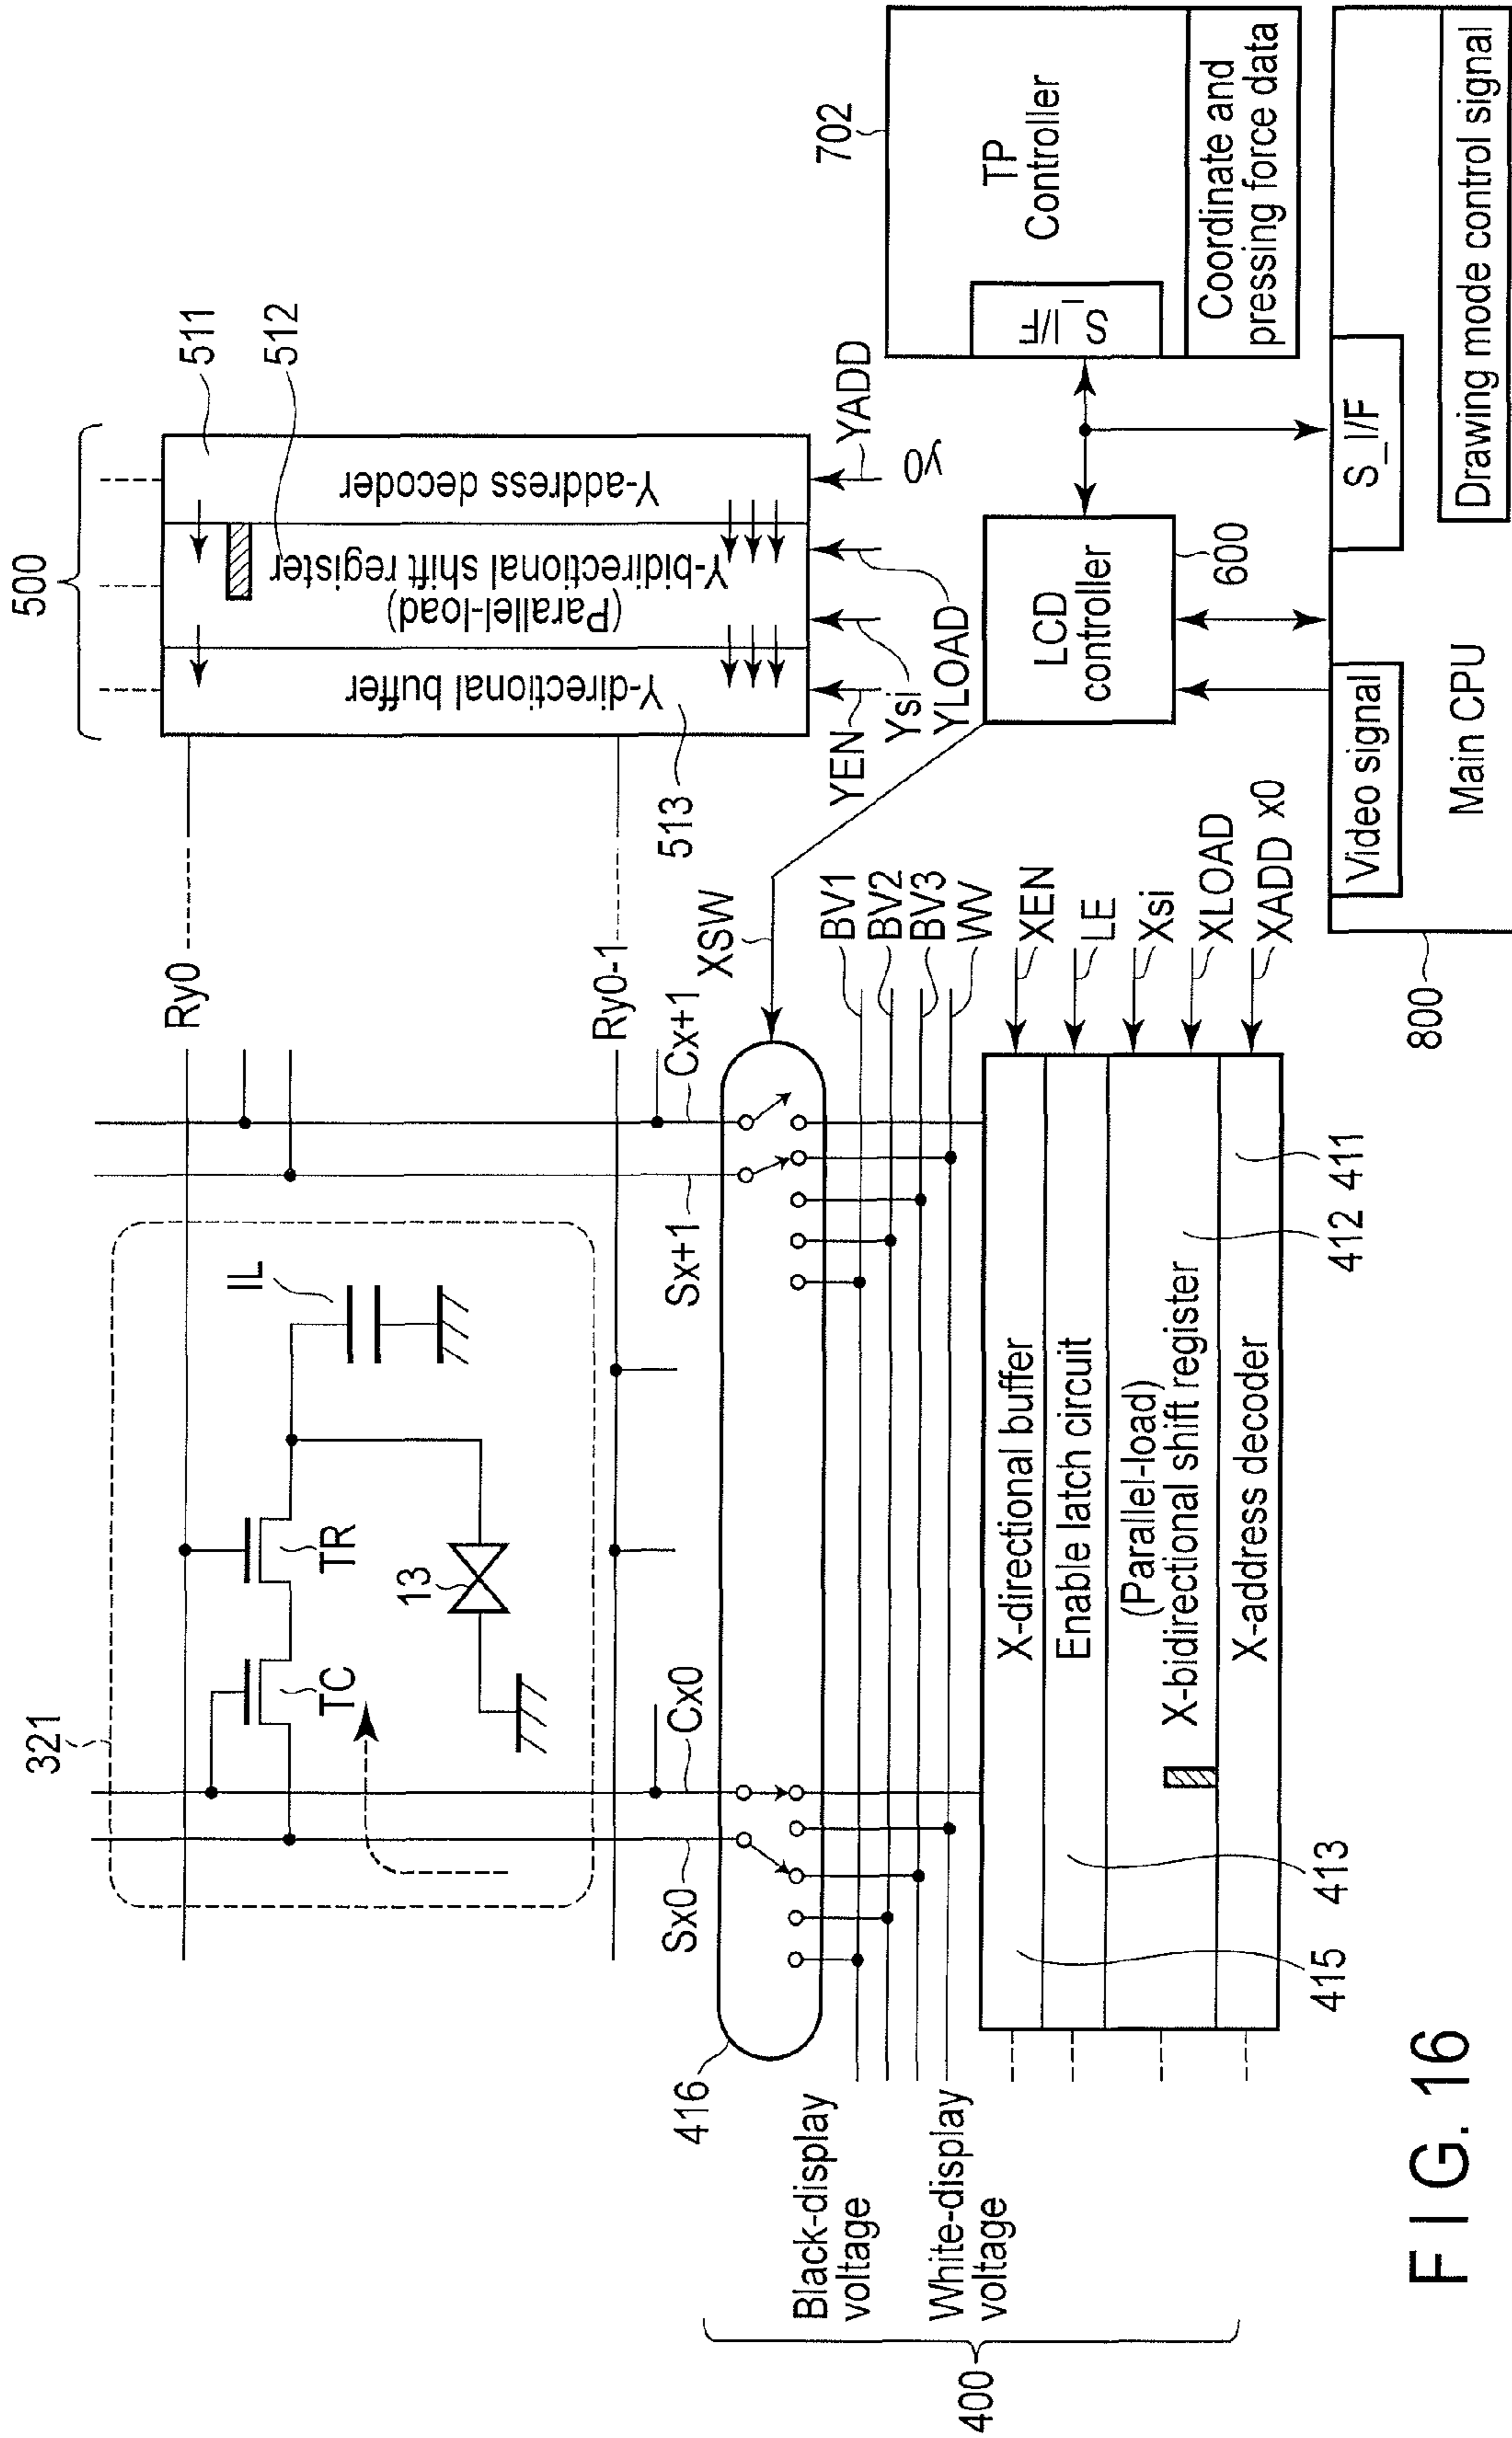 500
511
512
Y-address decoder
Y-bidirectional shift register
(Parallel-load)
Y-directional buffer
YADD
y0
YLOAD
Ysi
YEN
513
Ry0
Ry0-1
321
TC
TR
IL
13
Sx0
Cx0
Sx+1
Cx+1
XSW
416
BV1
BV2
BV3
WV
Black-display
voltage
White-display
voltage
400
X-directional buffer
Enable latch circuit
(Parallel-load)
X-bidirectional shift register
X-address decoder
XEN
LE
Xsi
XLOAD
XADD x0
415
413
412
411
LCD
controller
600
702
TP
Controller
S_I/F
Coordinate and
pressing force data
800
Video signal
Main CPU
S_I/F
Drawing mode control signal
FIG. 16